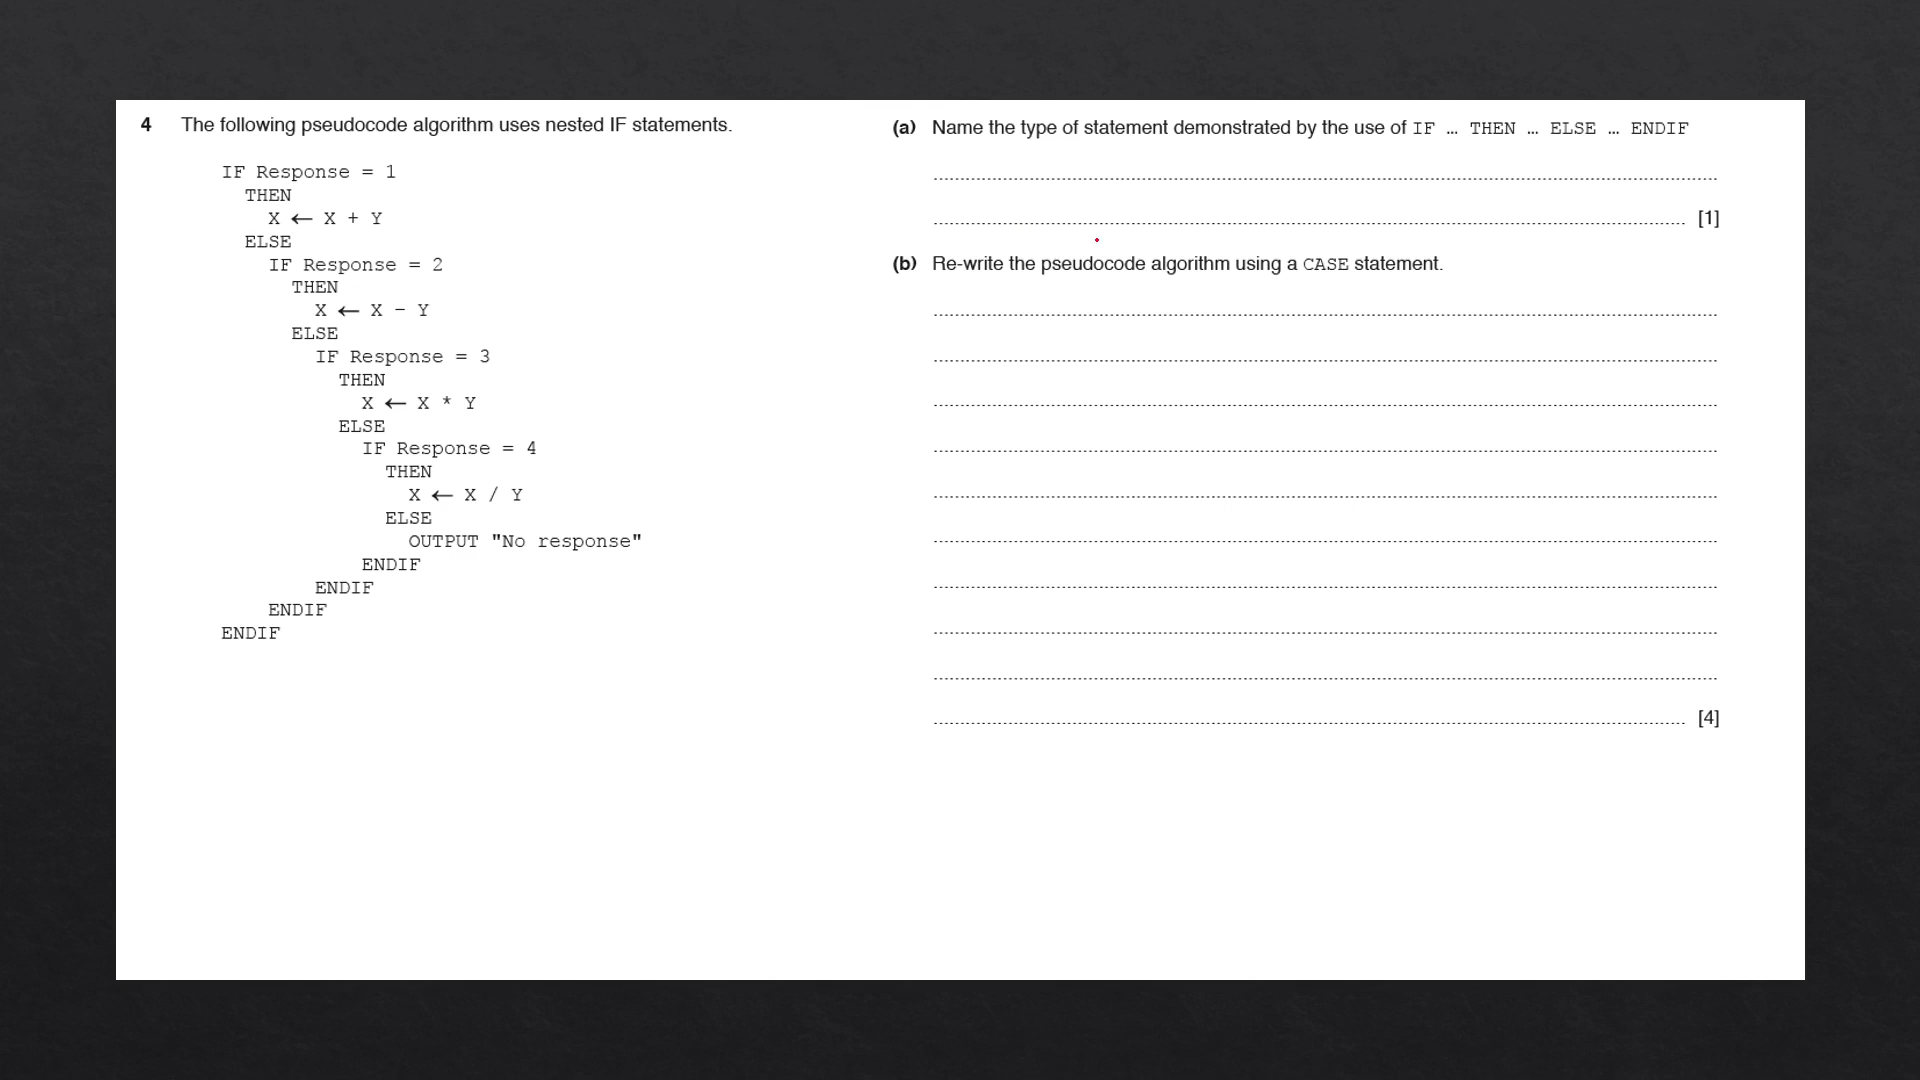 4 The following pseudocode algorithm uses nested IF statements.
IF Response = 1
THEN
X ← X + Y
ELSE
IF Response = 2
THEN
X ← X - Y
ELSE
IF Response = 3
THEN
X ← X * Y
ELSE
IF Response = 4
THEN
X ← X / Y
ELSE
OUTPUT "No response"
ENDIF
ENDIF
ENDIF
ENDIF
(a) Name the type of statement demonstrated by the use of IF … THEN … ELSE … ENDIF
[1]
(b) Re-write the pseudocode algorithm using a CASE statement.
[4]